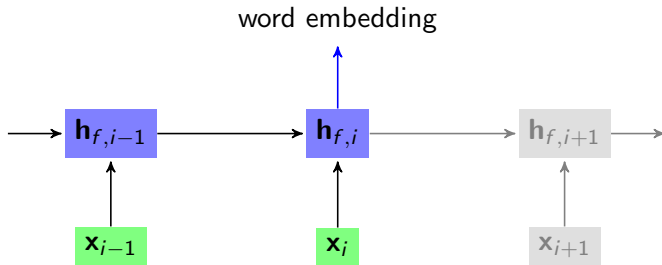 word embedding
h_{f,i−1} h_{f,i} h_{f,i+1}
x_{i−1} x_i x_{i+1}